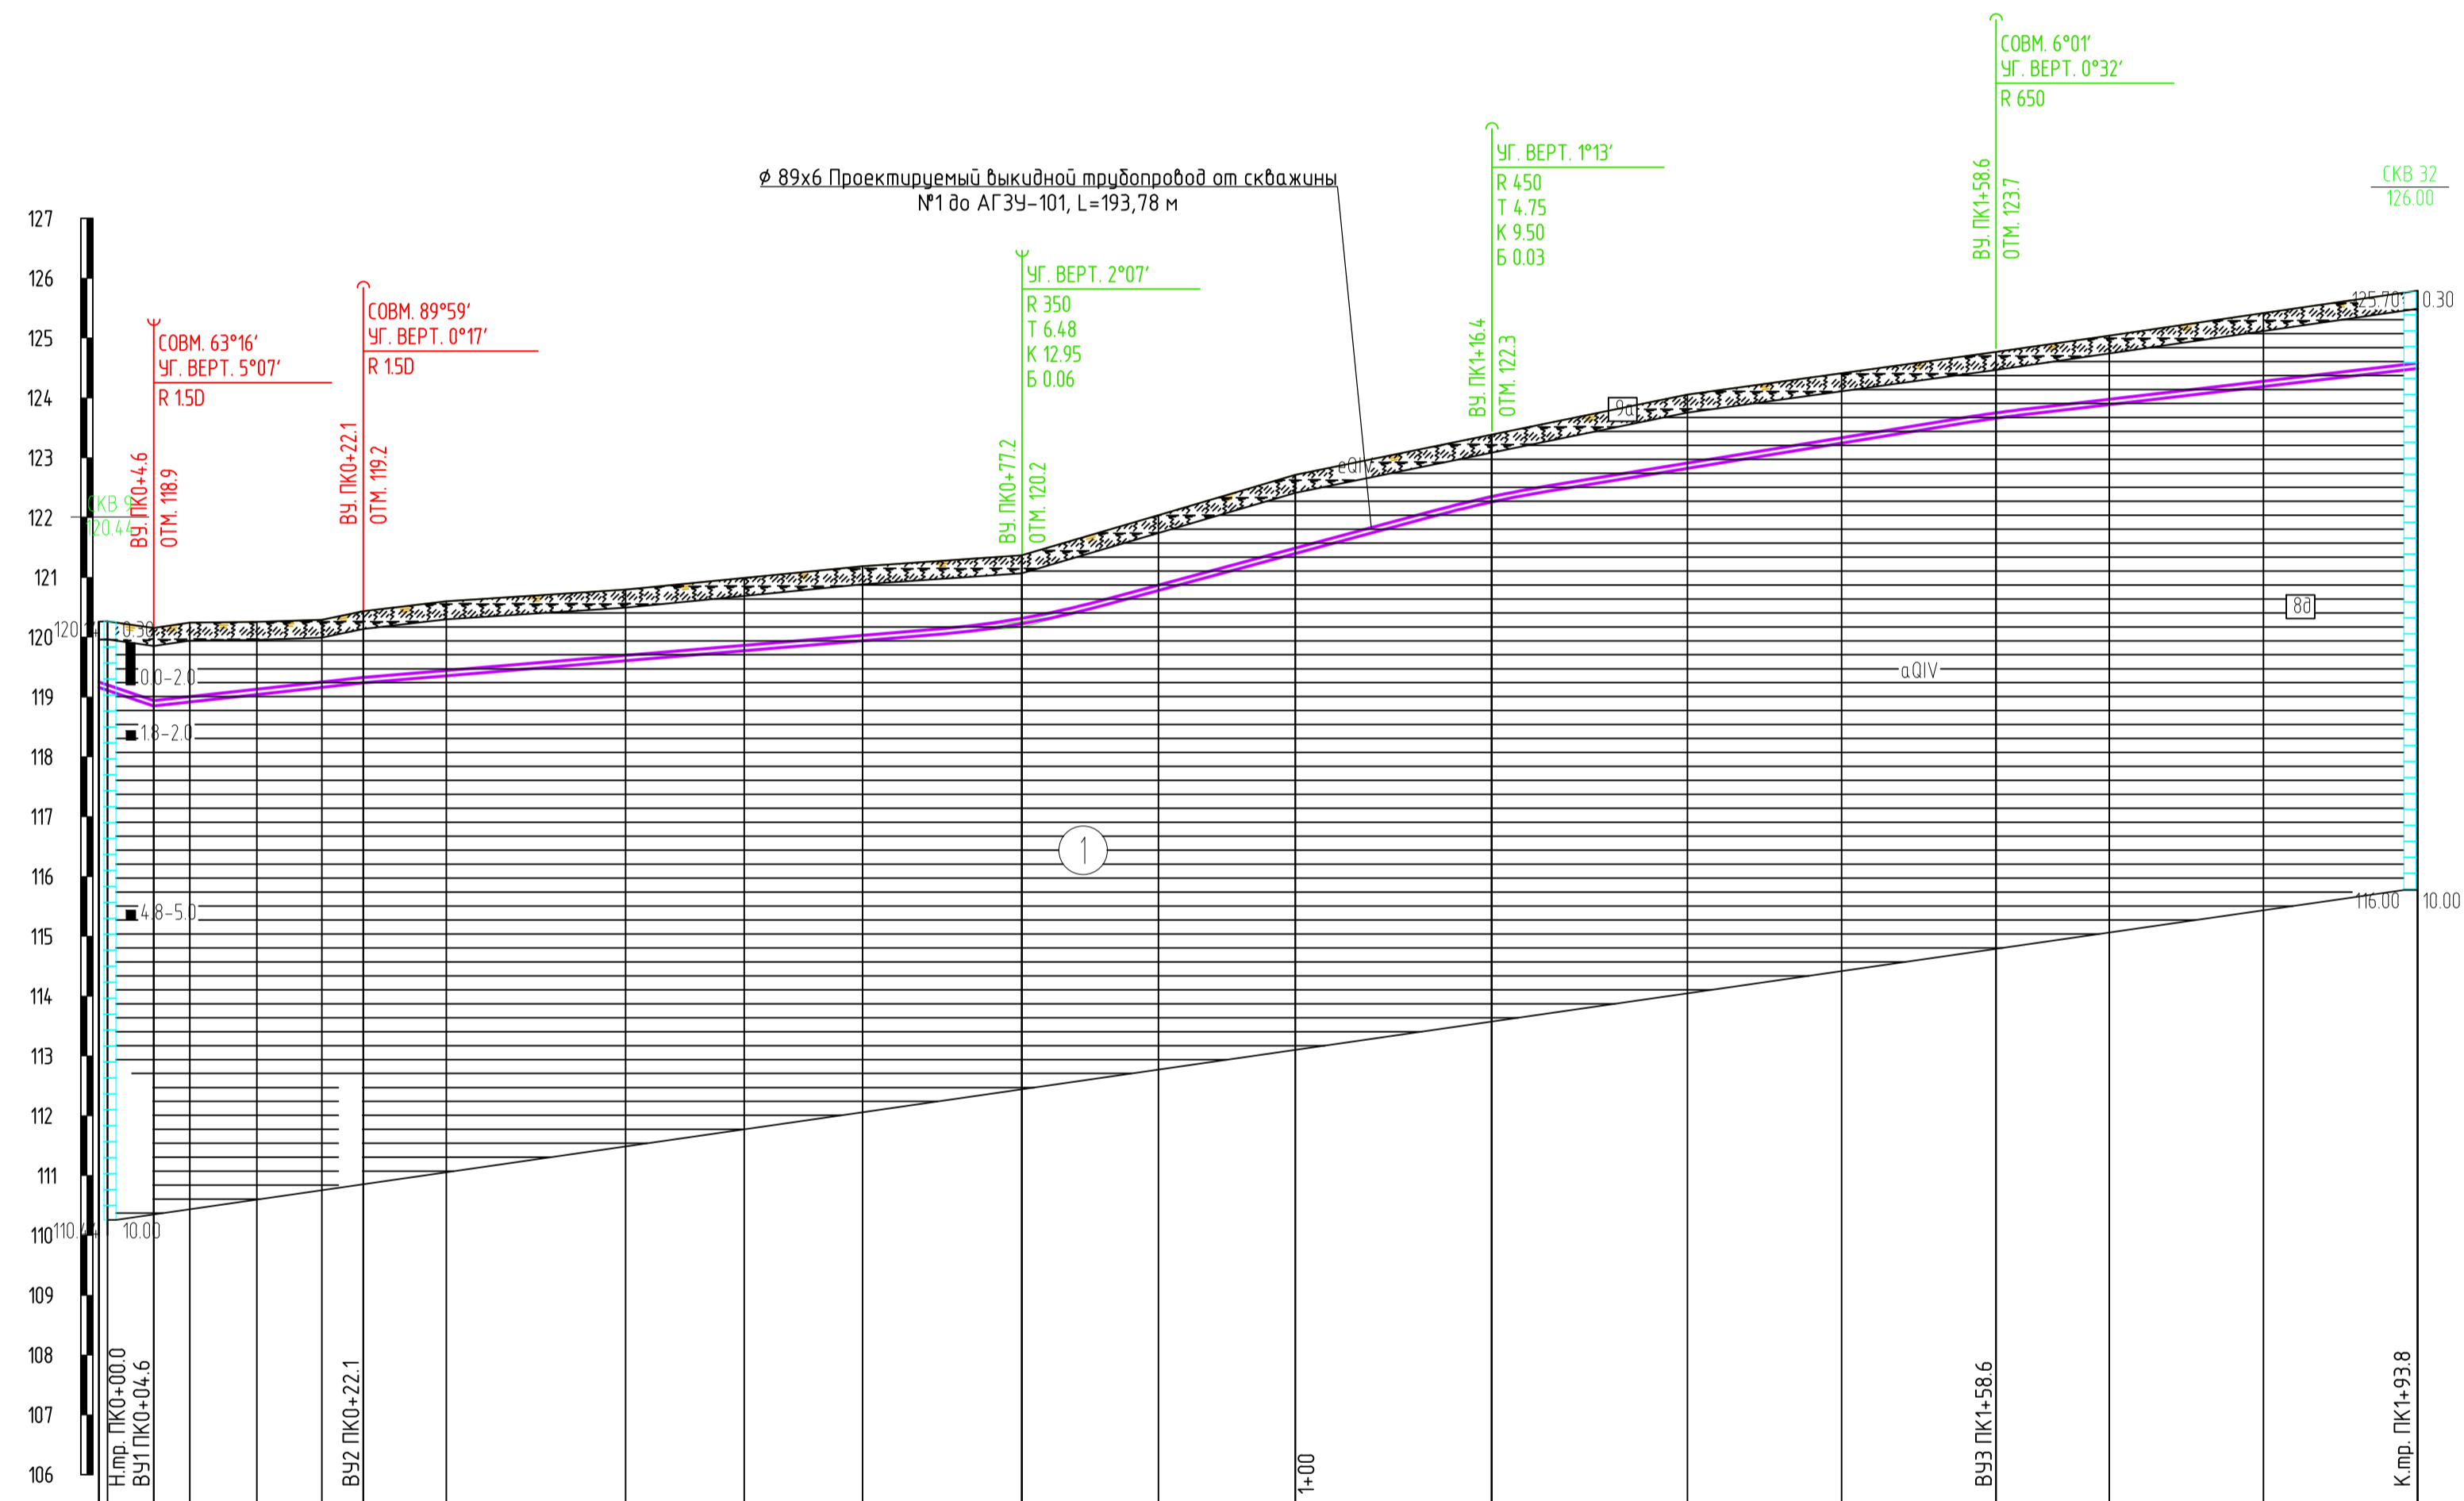 СОВМ. 6°01′
УГ. ВЕРТ. 0°32′
R 650
ВУ. ПК1+58.6
ОТМ. 123.7
УГ. ВЕРТ. 1°13′
R 450
Т 4.75
К 9.50
Б 0.03
ВУ. ПК1+16.4
ОТМ. 122.3
СКВ 32
126.00
Ø 89х6 Проектируемый выкидной трубопровод от скважины
№1 до АГЗУ-101, L=193,78 м
УГ. ВЕРТ. 2°07′
R 350
Т 6.48
К 12.95
Б 0.06
ВУ. ПК0+77.2
ОТМ. 120.2
СОВМ. 89°59′
УГ. ВЕРТ. 0°17′
R 1.5D
ВУ. ПК0+22.1
ОТМ. 119.2
СОВМ. 63°16′
УГ. ВЕРТ. 5°07′
R 1.5D
ВУ. ПК0+4.6
ОТМ. 118.9
СКВ 9
120.44
127
126
125
124
123
122
121
120
119
118
117
116
115
114
113
112
111
110
109
108
107
106
125.70
0.30
9а
eQIV
8д
aQIV
0.30
0.0-2.0
1.8-2.0
4.8-5.0
1
116.00
10.00
110.44
10.00
Н.тр. ПК0+00.0
ВУ1 ПК0+04.6
ВУ2 ПК0+22.1
1+00
ВУ3 ПК1+58.6
К.тр. ПК1+93.8